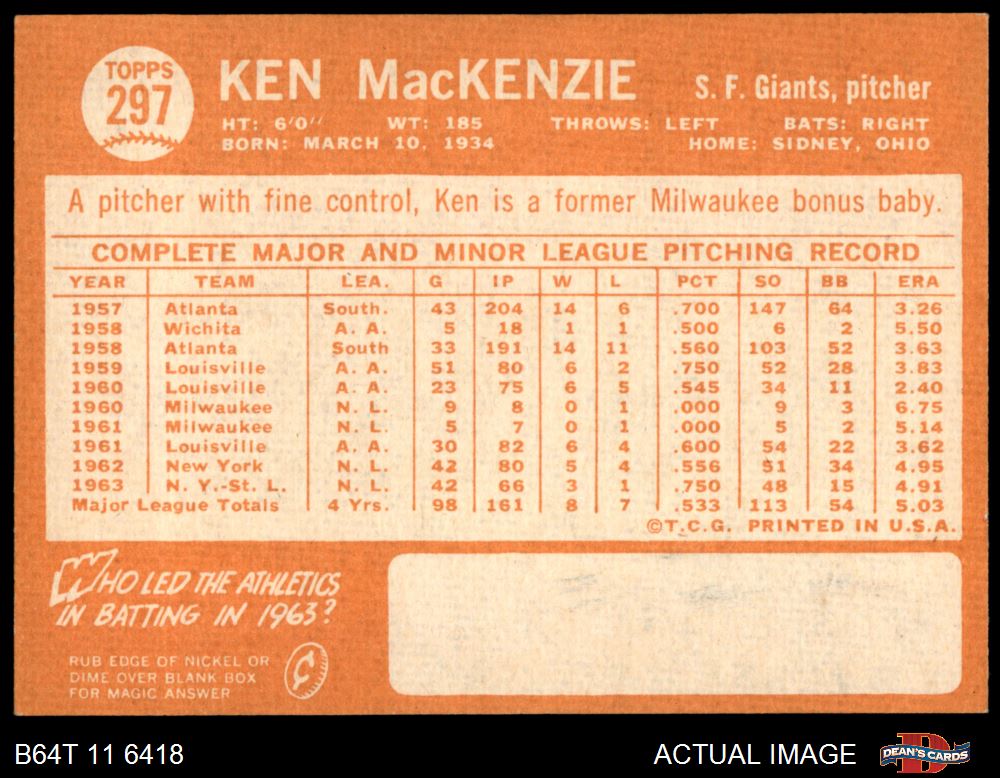 TOPPS
297
KEN MacKENZIE
S. F. Giants, pitcher
HT: 6'0" WT: 185 THROWS: LEFT BATS: RIGHT
BORN: MARCH 10, 1934 HOME: SIDNEY, OHIO
A pitcher with fine control, Ken is a former Milwaukee bonus baby.
COMPLETE MAJOR AND MINOR LEAGUE PITCHING RECORD
YEAR TEAM LEA. G IP W L PCT SO BB ERA
1957 Atlanta South. 43 204 14 6 .700 147 64 3.26
1958 Wichita A. A. 5 18 1 1 .500 6 2 5.50
1958 Atlanta South 33 191 14 11 .560 103 52 3.63
1959 Louisville A. A. 51 80 6 2 .750 52 28 3.83
1960 Louisville A. A. 23 75 6 5 .545 34 11 2.40
1960 Milwaukee N. L. 9 8 0 1 .000 9 3 6.75
1961 Milwaukee N. L. 5 7 0 1 .000 5 2 5.14
1961 Louisville A. A. 30 82 6 4 .600 54 22 3.62
1962 New York N. L. 42 80 5 4 .556 51 34 4.95
1963 N. Y.-St. L. N. L. 42 66 3 1 .750 48 15 4.91
Major League Totals 4 Yrs. 98 161 8 7 .533 113 54 5.03
©T.C.G. PRINTED IN U.S.A.
WHO LED THE ATHLETICS
IN BATTING IN 1963?
RUB EDGE OF NICKEL OR
DIME OVER BLANK BOX
FOR MAGIC ANSWER
¢
B64T 11 6418 ACTUAL IMAGE
D
DEAN'S CARDS